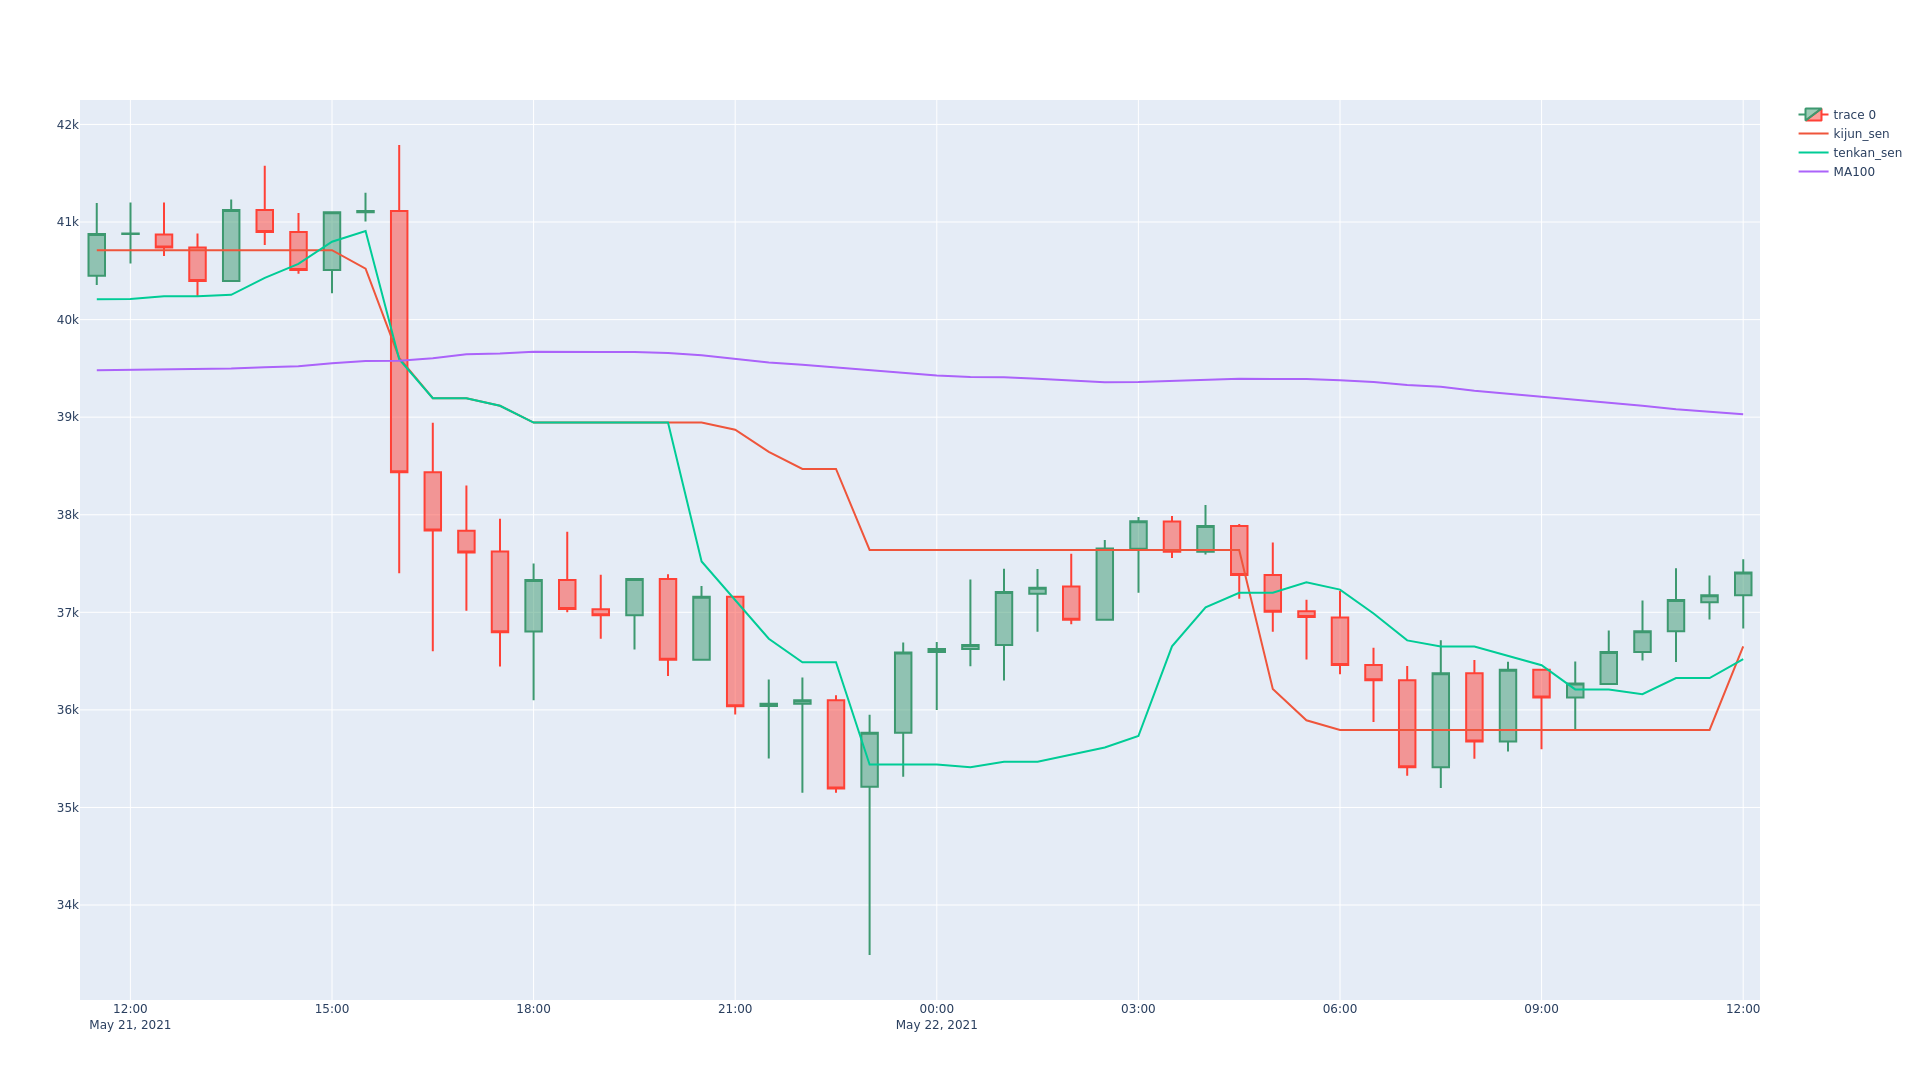 42k
41k
40k
39k
38k
37k
36k
35k
34k
12:00 15:00 18:00 21:00 00:00 03:00 06:00 09:00 12:00
May 21, 2021 May 22, 2021
trace 0
kijun_sen
tenkan_sen
MA100